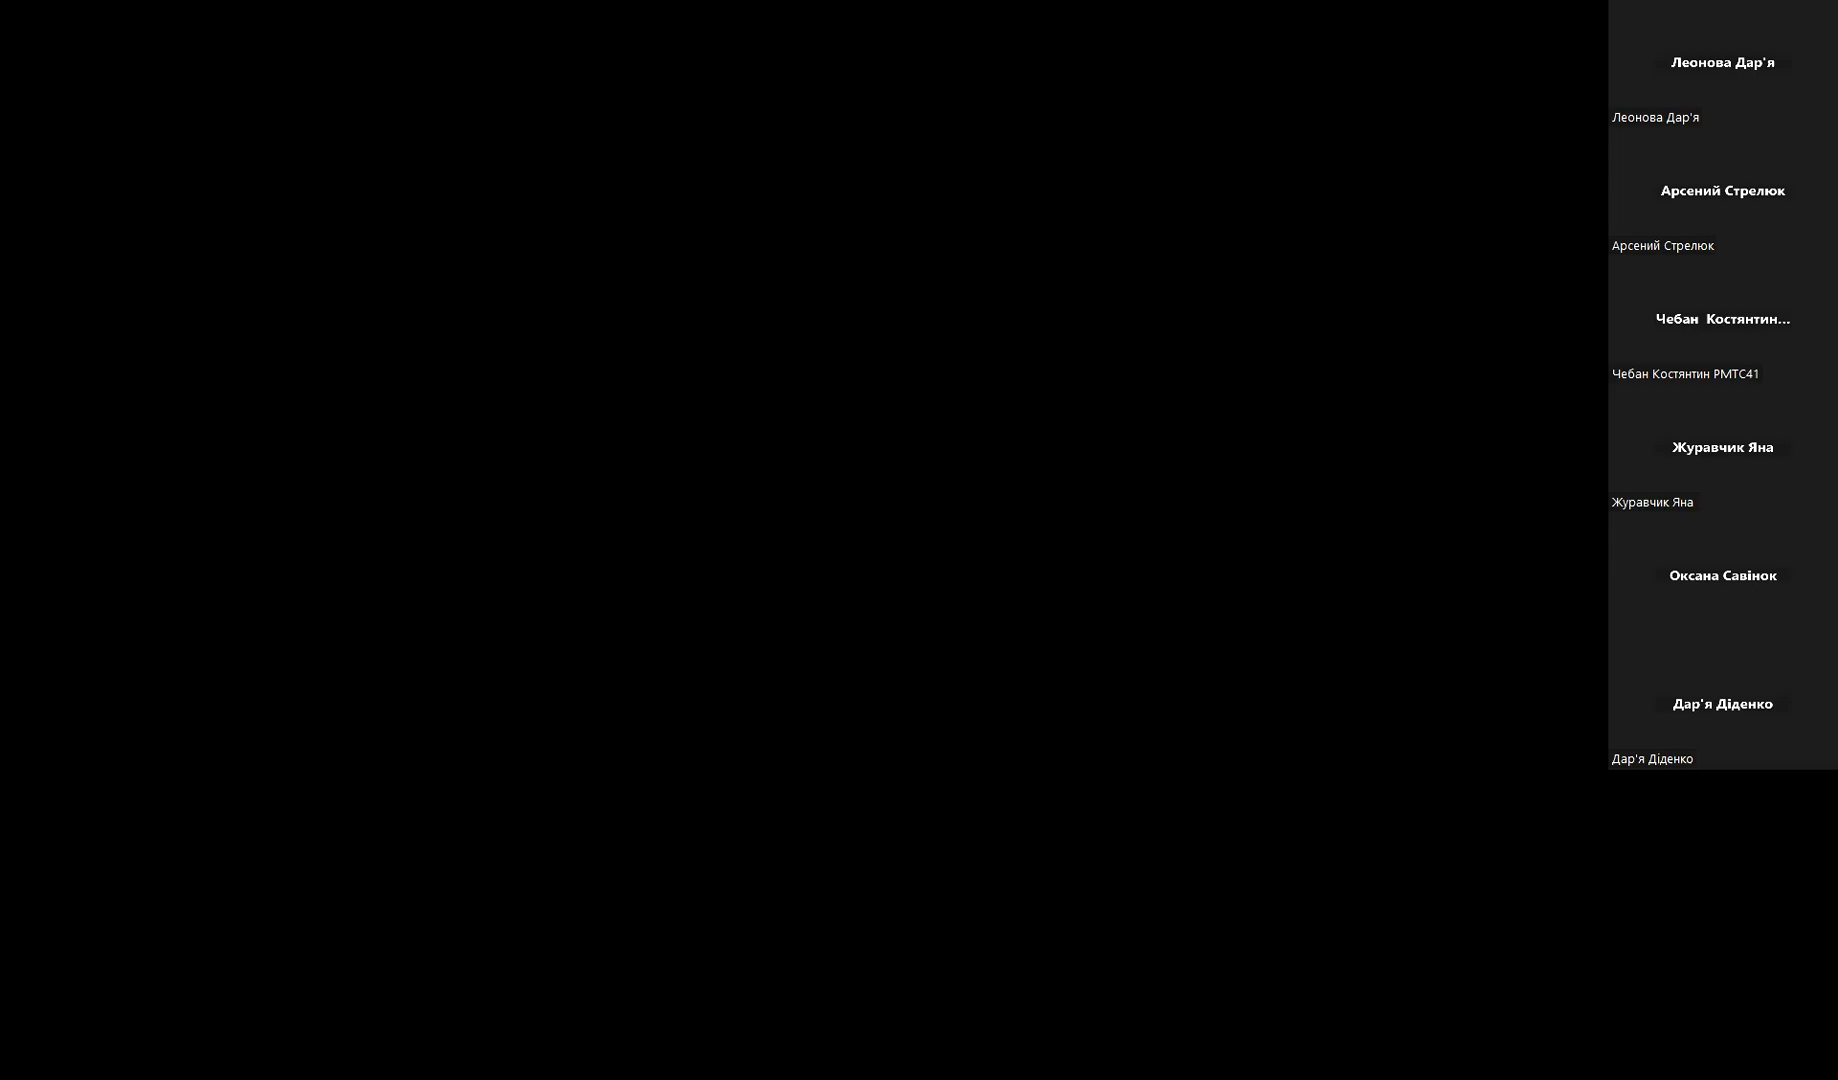 Леонова Дар'я
Леонова Дар'я
Арсений Стрелюк
Арсений Стрелюк
Чебан  Костянтин...
Чебан Костянтин РМТС41
Журавчик Яна
Журавчик Яна
Оксана Савінок
Дар'я Діденко
Дар'я Діденко